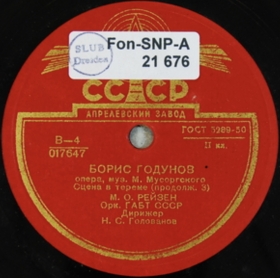 SLUB
Dresden
Fon-SNP-A
21 676
СССР
АПРЕЛЕВСКИЙ ЗАВОД
ГОСТ 5289-50
В—4
017647
II кл.
БОРИС ГОДУНОВ
опера, муз. М. Мусоргского
Сцена в тереме (продолж. 3)
М. О. РЕЙЗЕН
Орк. ГАБТ СССР
Дирижер
Н. С. Голованов